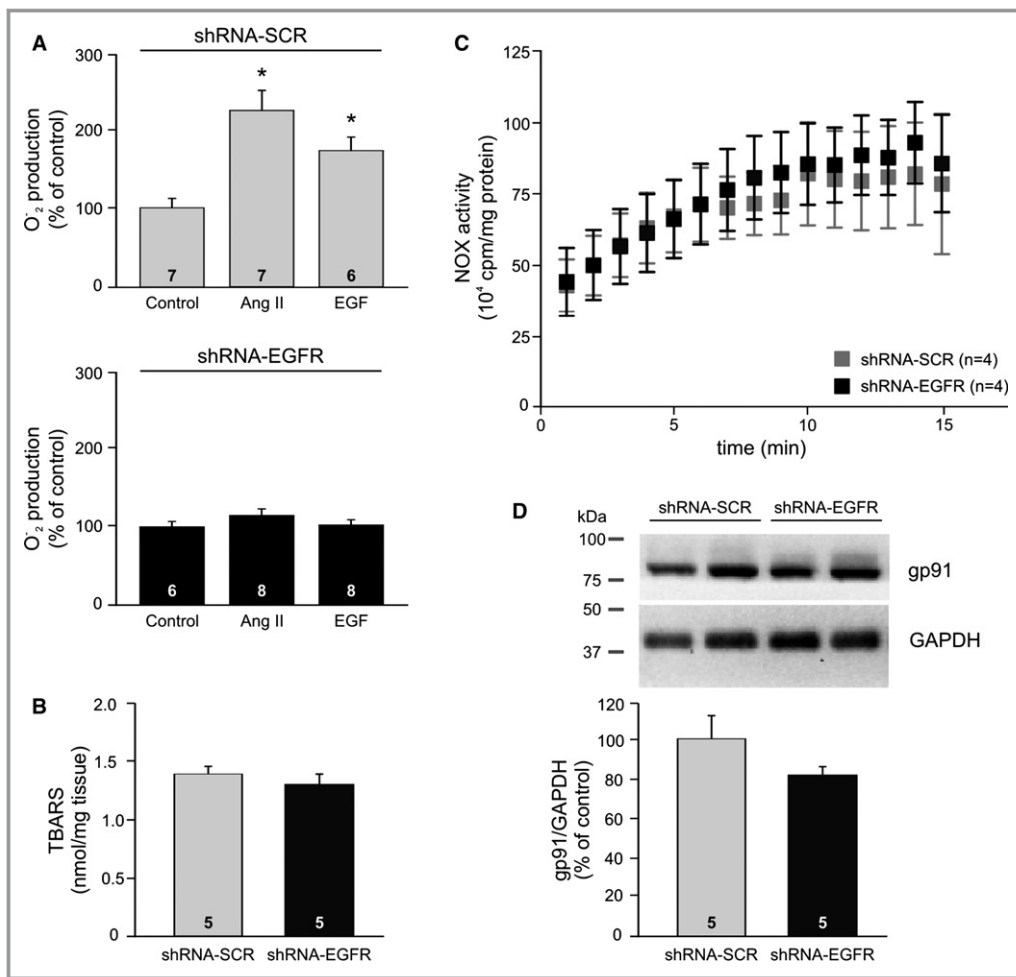 A
shRNA-SCR
O₂⁻ production
(% of control)
300
200
100
0
7
7
6
*
*
Control
Ang II
EGF
shRNA-EGFR
O₂⁻ production
(% of control)
300
200
100
0
6
8
8
Control
Ang II
EGF
B
TBARS
(nmol/mg tissue)
2.0
1.5
1.0
0.5
0.0
5
5
shRNA-SCR
shRNA-EGFR
C
NOX activity
(10⁴ cpm/mg protein)
125
100
75
50
25
0
0
5
10
15
time (min)
shRNA-SCR (n=4)
shRNA-EGFR (n=4)
D
kDa
shRNA-SCR
shRNA-EGFR
100
75
gp91
50
37
GAPDH
gp91/GAPDH
(% of control)
120
100
80
60
40
20
0
5
5
shRNA-SCR
shRNA-EGFR